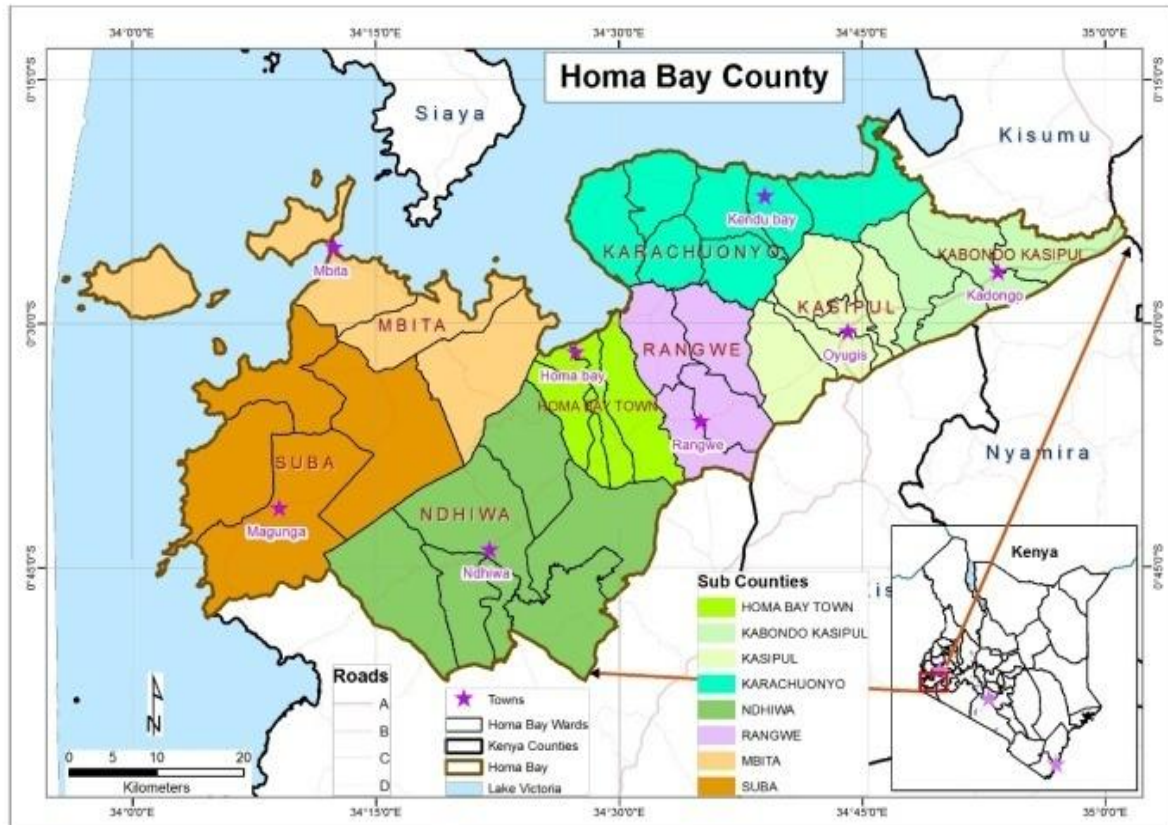 34°0'0"E
34°15'0"E
34°30'0"E
34°45'0"E
35°0'0"E
0°15'0"S
0°15'0"S
Homa Bay County
Siaya
Kisumu
Kendu bay
KARACHUONYO
Mbita
KABONDO KASIPUL
Kadongo
KASIPUL
MBITA
0°30'0"S
0°30'0"S
RANGWE
Oyugis
Homa bay
HOMA BAY TOWN
Rangwe
Nyamira
SUBA
Magunga
NDHIWA
Ndhiwa
Kenya
0°45'0"S
0°45'0"S
Sub Counties
HOMA BAY TOWN
KABONDO KASIPUL
KASIPUL
KARACHUONYO
NDHIWA
RANGWE
MBITA
SUBA
Roads
A
B
C
D
Towns
Homa Bay Wards
Kenya Counties
Homa Bay
Lake Victoria
N
0 5 10 20
Kilometers
34°0'0"E
34°15'0"E
34°30'0"E
34°45'0"E
35°0'0"E